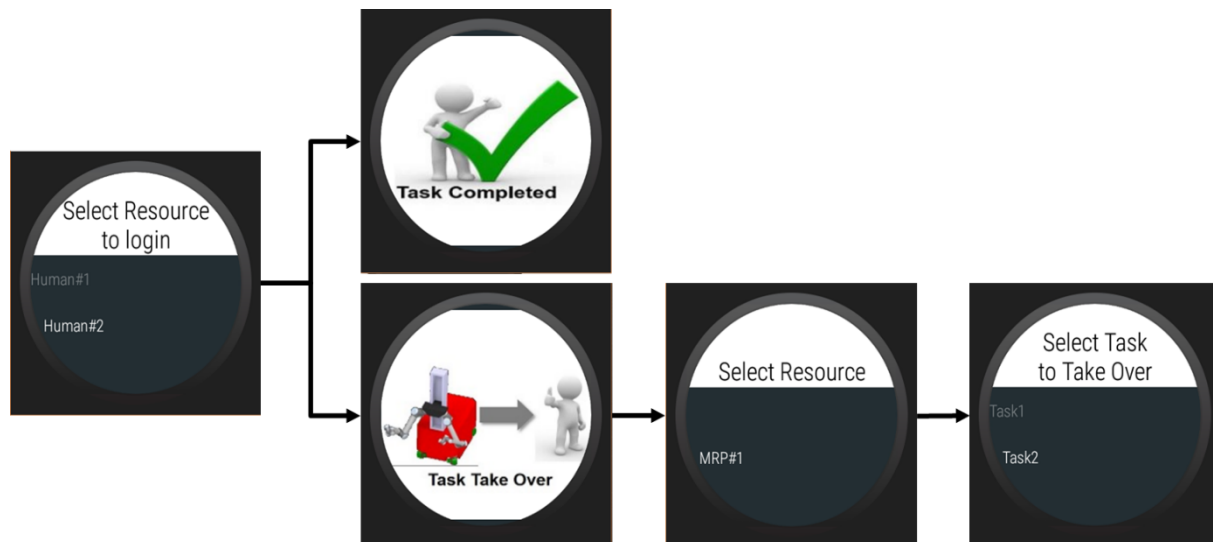 Select Resource
to login
Human#1
Human#2
Task Completed
Task Take Over
Select Resource
MRP#1
Select Task
to Take Over
Task1
Task2